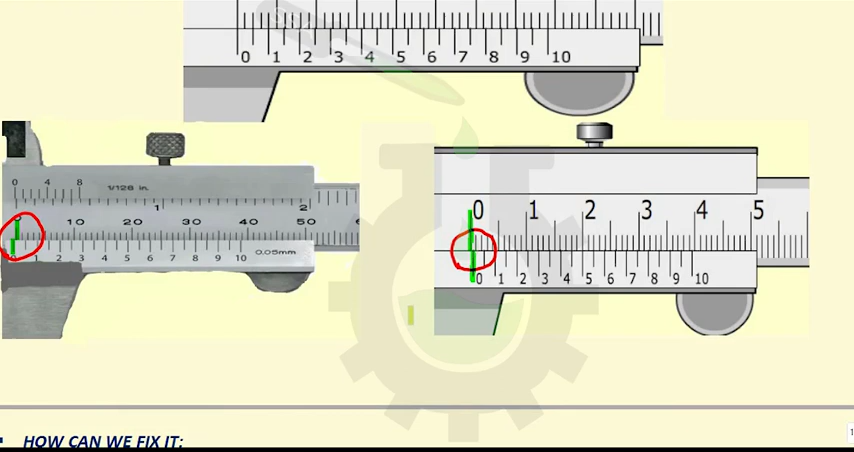 0 1 2 3 4 5 6 7 8 9 10
0 4 8 1/128 in.
1 2
0 10 20 30 40 50
1 2 3 4 5 6 7 8 9 10 0.05mm
0 1 2 3 4 5
0 1 2 3 4 5 6 7 8 9 10
HOW CAN WE FIX IT: